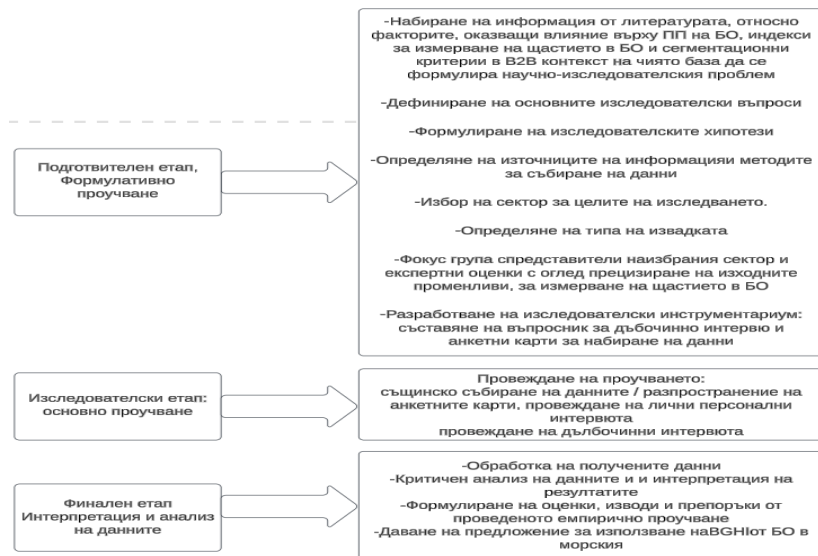 -Набиране на информация от литературата, относно
факторите, оказващи влияние върху ПП на БО, индекси
за измерване на щастието в БО и сегментационни
критерии в B2B контекст на чиято база да се
формулира научно-изследователския проблем
-Дефиниране на основните изследователски въпроси
-Формулиране на изследователските хипотези
Подготвителен етап,
Формулативно
проучване
-Определяне на източниците на информацияи методите
за събиране на данни
-Избор на сектор за целите на изследването.
-Определяне на типа на извадката
-Фокус група спредставители наизбрания сектор и
експертни оценки с оглед прецизиране на изходните
променливи, за измерване на щастието в БО
-Разработване на изследователски инструментариум:
съставяне на въпросник за дъбочинно интервю и
анкетни карти за набиране на данни
Изследователски етап:
основно проучване
Провеждане на проучването:
същинско събиране на данните / разпространение на
анкетните карти, провеждане на лични персонални
интервюта
провеждане на дълбочинни интервюта
Финален етап
Интерпретация и анализ
на данните
-Обработка на получените данни
-Критичен анализ на данните и и интерпретация на
резултатите
-Формулиране на оценки, изводи и препоръки от
проведеното емпирично проучване
-Даване на предложение за използване наBGHIот БО в
морския